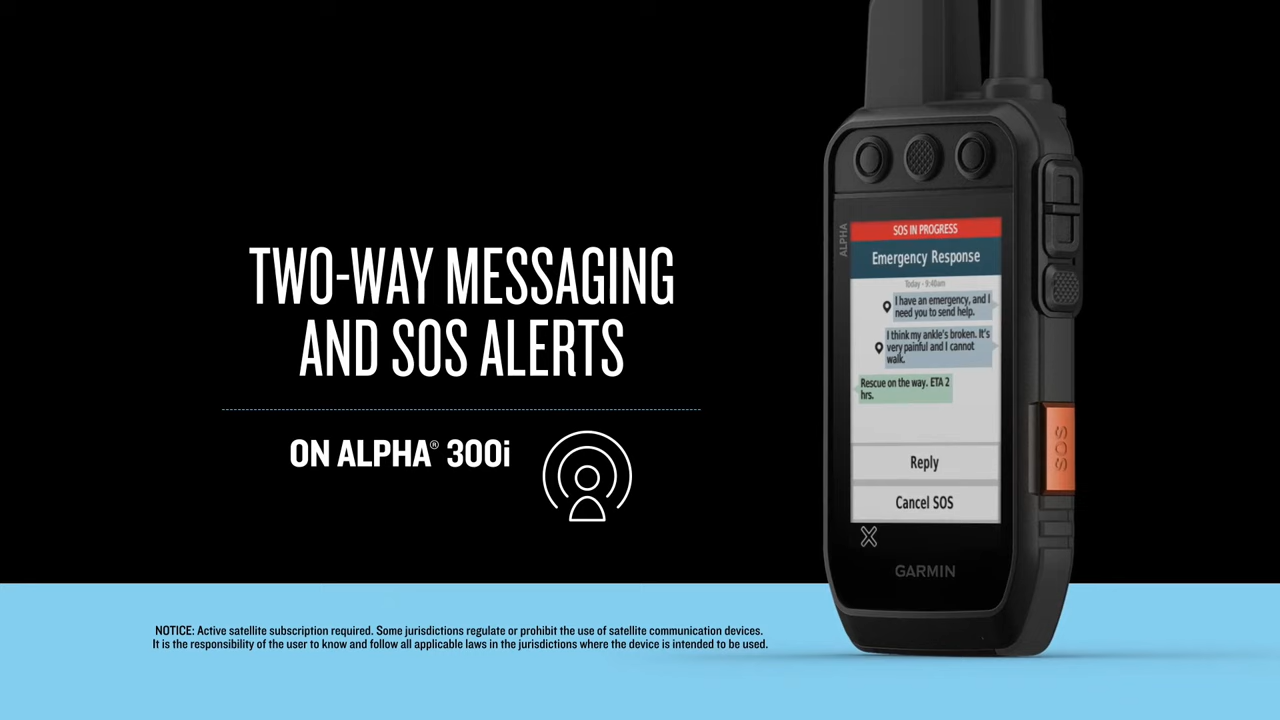 TWO-WAY MESSAGING
AND SOS ALERTS
ON ALPHA® 300i
NOTICE: Active satellite subscription required. Some jurisdictions regulate or prohibit the use of satellite communication devices.
It is the responsibility of the user to know and follow all applicable laws in the jurisdictions where the device is intended to be used.
ALPHA
SOS IN PROGRESS
Emergency Response
Today - 9:40am
I have an emergency, and I
need you to send help.
I think my ankle's broken. It's
very painful and I cannot
walk.
Rescue on the way. ETA 2
hrs.
Reply
Cancel SOS
GARMIN
SOS